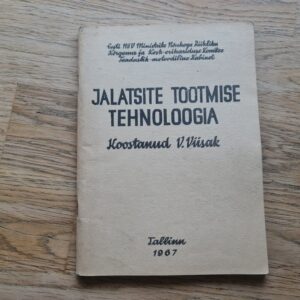 Eesti NSV Ministrite Nõukogu Riikliku
Kõrgema ja Kesk-erihariduse Komitee
Teaduslik-metoodiline Kabinet
JALATSITE TOOTMISE
TEHNOLOOGIA
Koostanud V. Viisak
Tallinn
1967